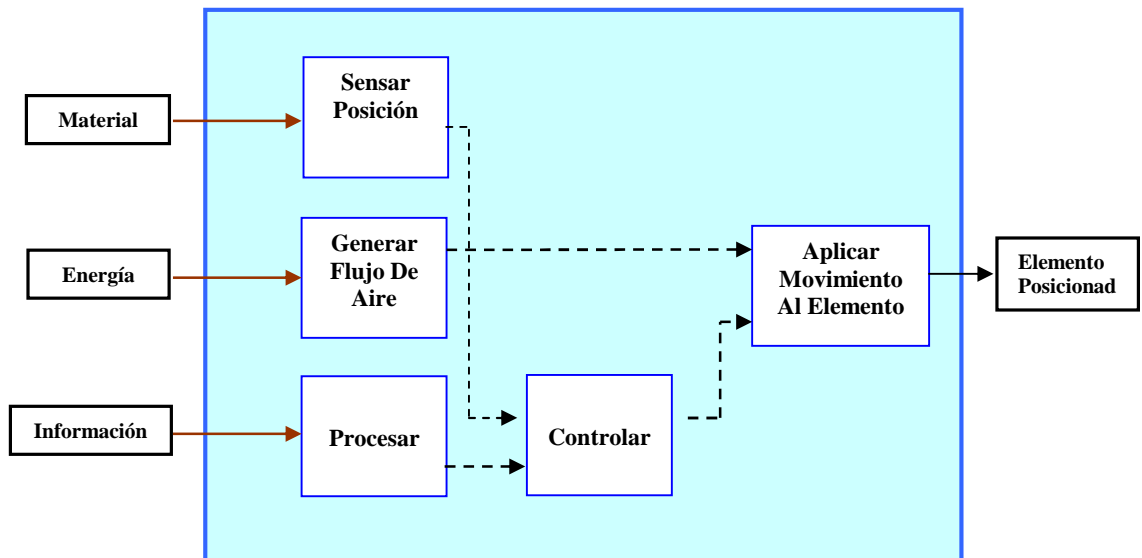 Material
Sensar
Posición
Energía
Generar
Flujo De
Aire
Aplicar
Movimiento
Al Elemento
Elemento
Posicionad
Información
Procesar
Controlar